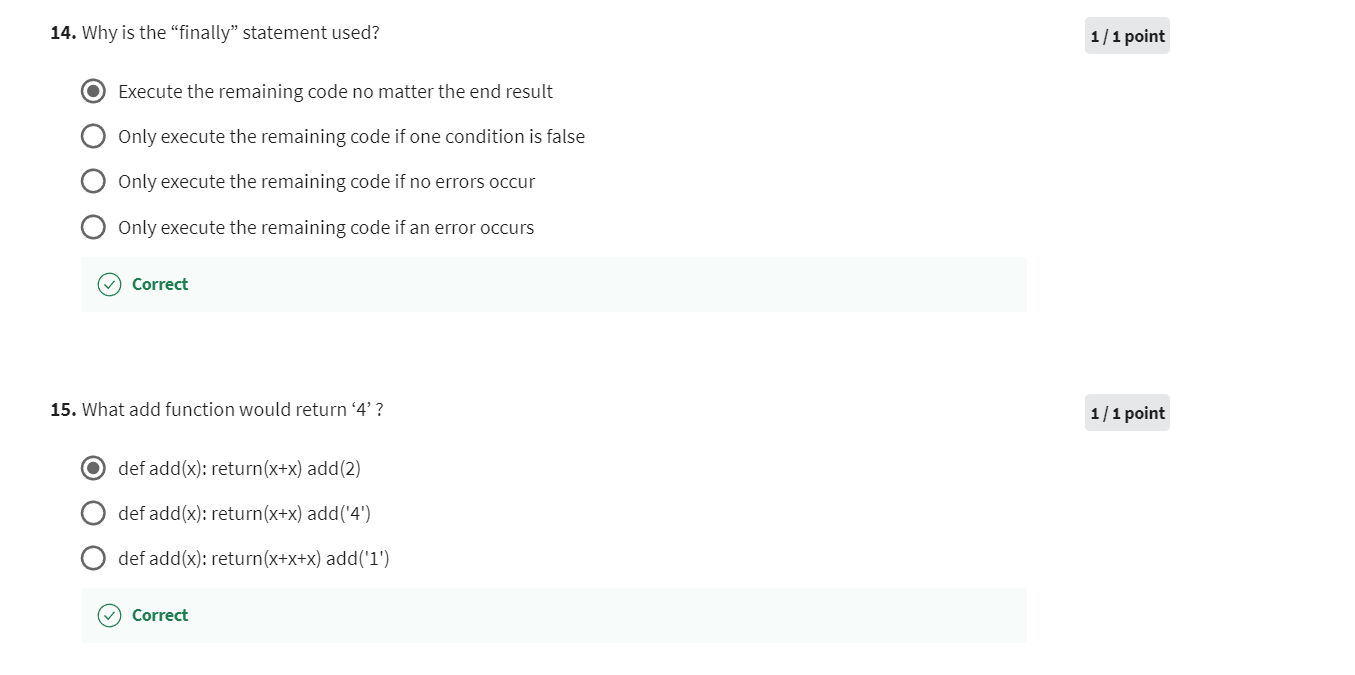 14. Why is the “finally” statement used?
1 / 1 point
Execute the remaining code no matter the end result
Only execute the remaining code if one condition is false
Only execute the remaining code if no errors occur
Only execute the remaining code if an error occurs
Correct
15. What add function would return ‘4’ ?
1 / 1 point
def add(x): return(x+x) add(2)
def add(x): return(x+x) add('4')
def add(x): return(x+x+x) add('1')
Correct